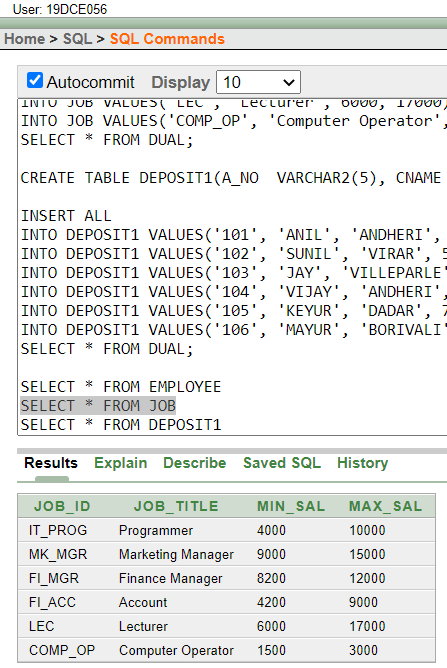 User: 19DCE056
Home > SQL > SQL Commands
Autocommit Display 10
INTO JOB VALUES('LEC', 'Lecturer', 6000, 17000)
INTO JOB VALUES('COMP_OP', 'Computer Operator',
SELECT * FROM DUAL;
CREATE TABLE DEPOSIT1(A_NO VARCHAR2(5), CNAME
INSERT ALL
INTO DEPOSIT1 VALUES('101', 'ANIL', 'ANDHERI',
INTO DEPOSIT1 VALUES('102', 'SUNIL', 'VIRAR', 5
INTO DEPOSIT1 VALUES('103', 'JAY', 'VILLEPARLE'
INTO DEPOSIT1 VALUES('104', 'VIJAY', 'ANDHERI',
INTO DEPOSIT1 VALUES('105', 'KEYUR', 'DADAR', 7
INTO DEPOSIT1 VALUES('106', 'MAYUR', 'BORIVALI'
SELECT * FROM DUAL;
SELECT * FROM EMPLOYEE
SELECT * FROM JOB
SELECT * FROM DEPOSIT1
Results Explain Describe Saved SQL History
JOB_ID JOB_TITLE MIN_SAL MAX_SAL
IT_PROG Programmer 4000 10000
MK_MGR Marketing Manager 9000 15000
FI_MGR Finance Manager 8200 12000
FI_ACC Account 4200 9000
LEC Lecturer 6000 17000
COMP_OP Computer Operator 1500 3000